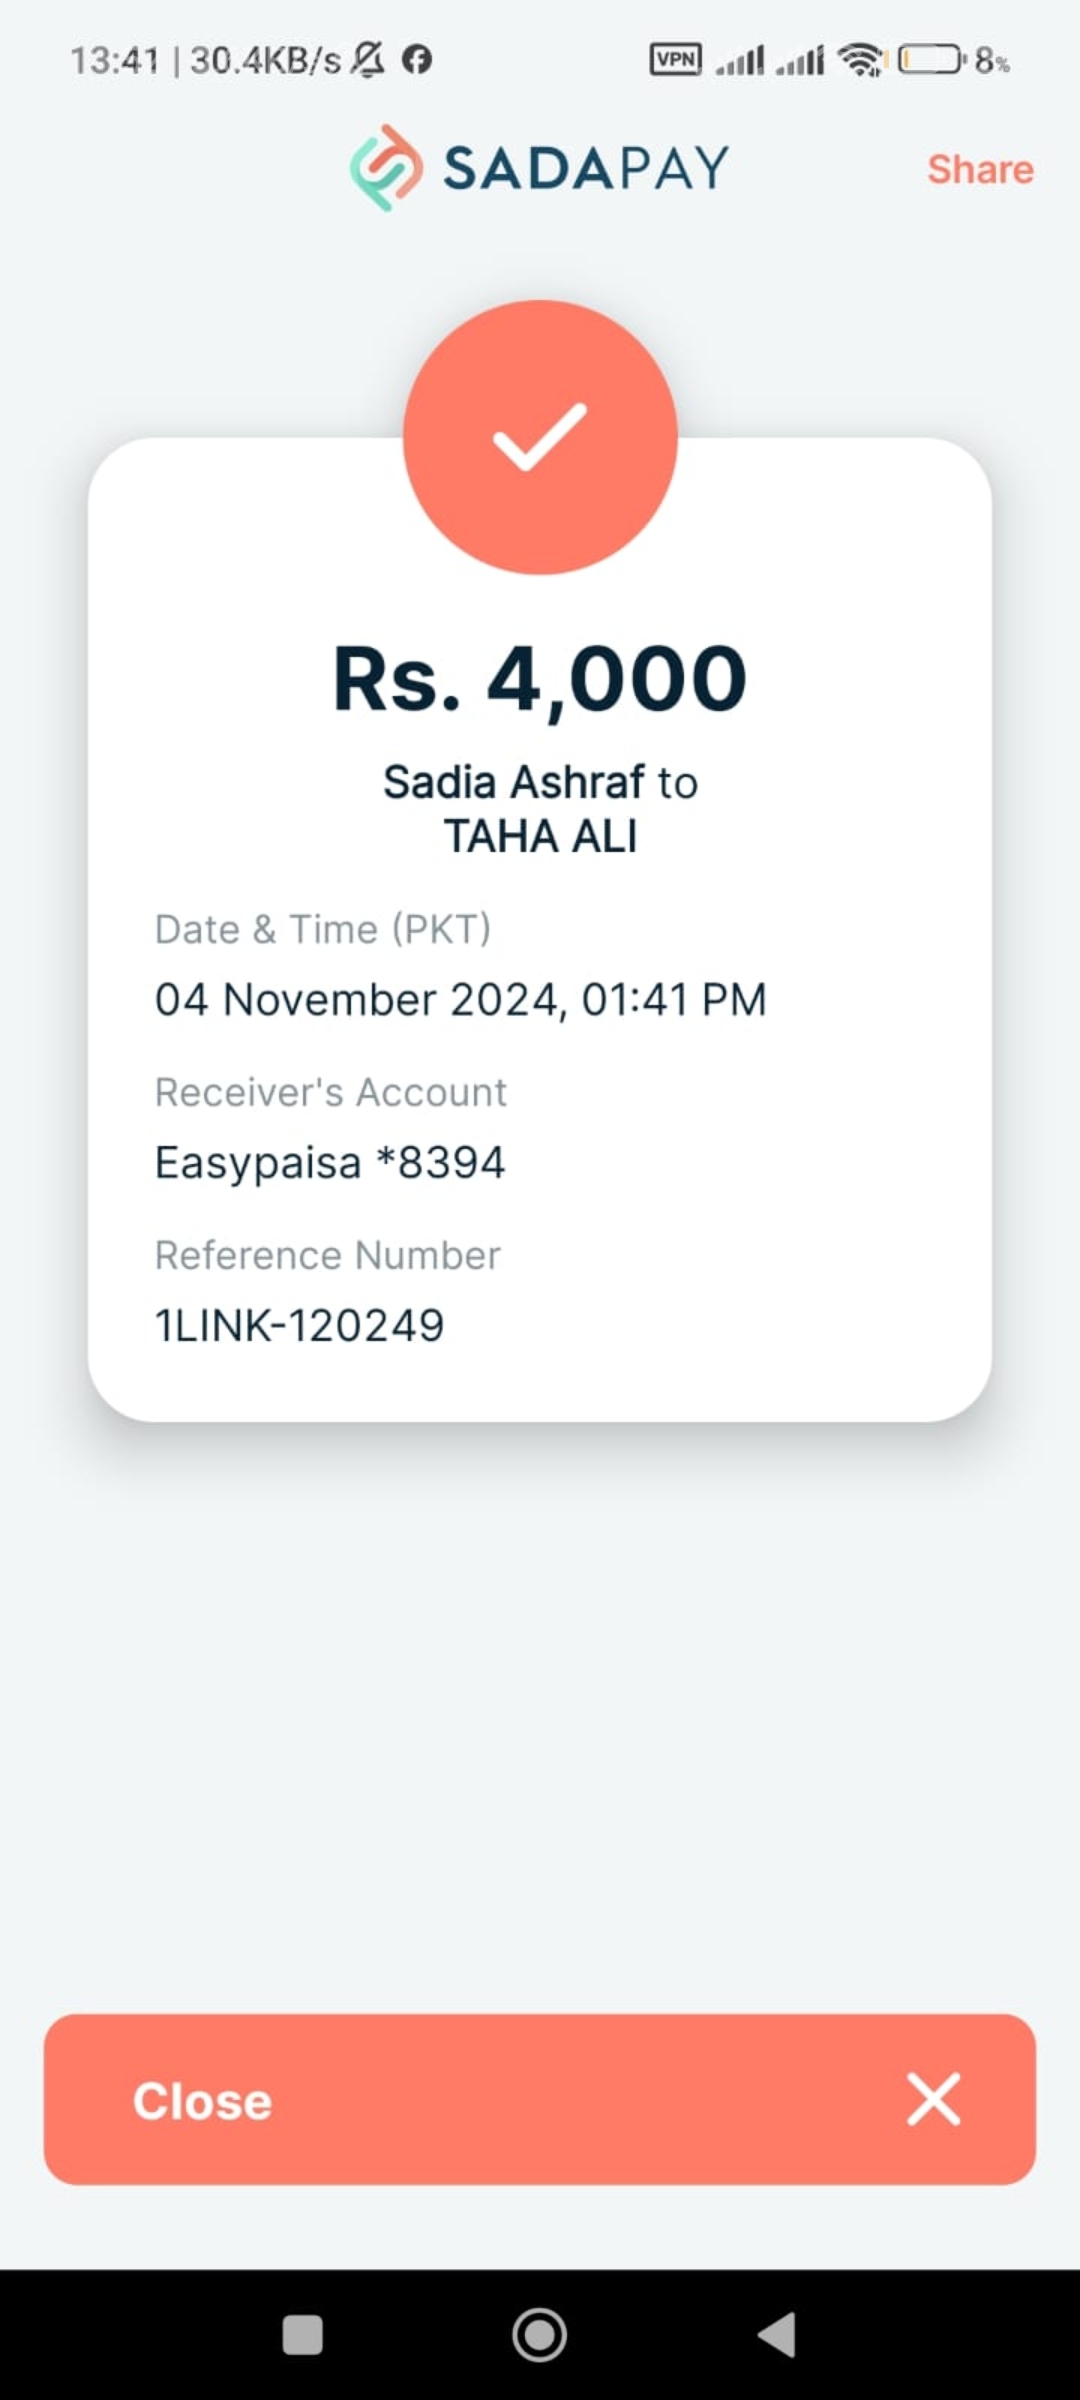 13:41 | 30.4KB/s VPN 8%
SADAPAY
Share
Rs. 4,000
Sadia Ashraf to
TAHA ALI
Date & Time (PKT)
04 November 2024, 01:41 PM
Receiver's Account
Easypaisa *8394
Reference Number
1LINK-120249
Close